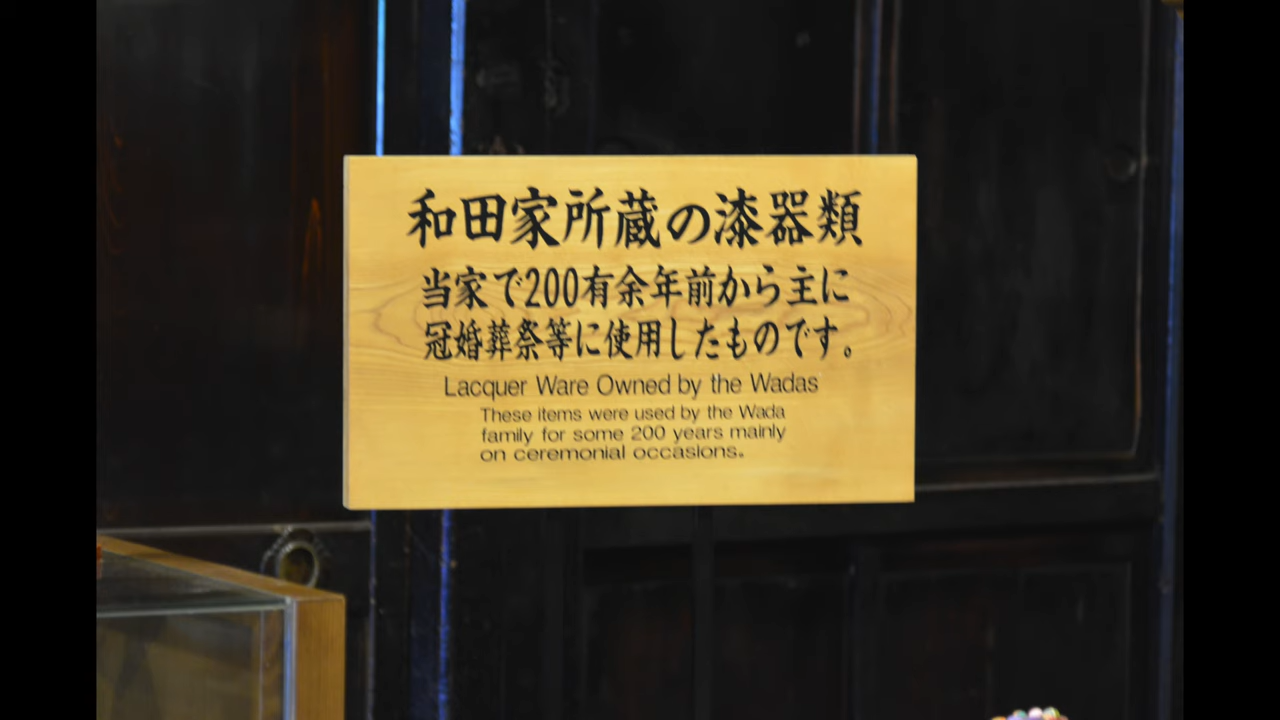 和田家所蔵の漆器類
当家で200有余年前から主に
冠婚葬祭等に使用したものです。
Lacquer Ware Owned by the Wadas
These items were used by the Wada
family for some 200 years mainly
on ceremonial occasions.